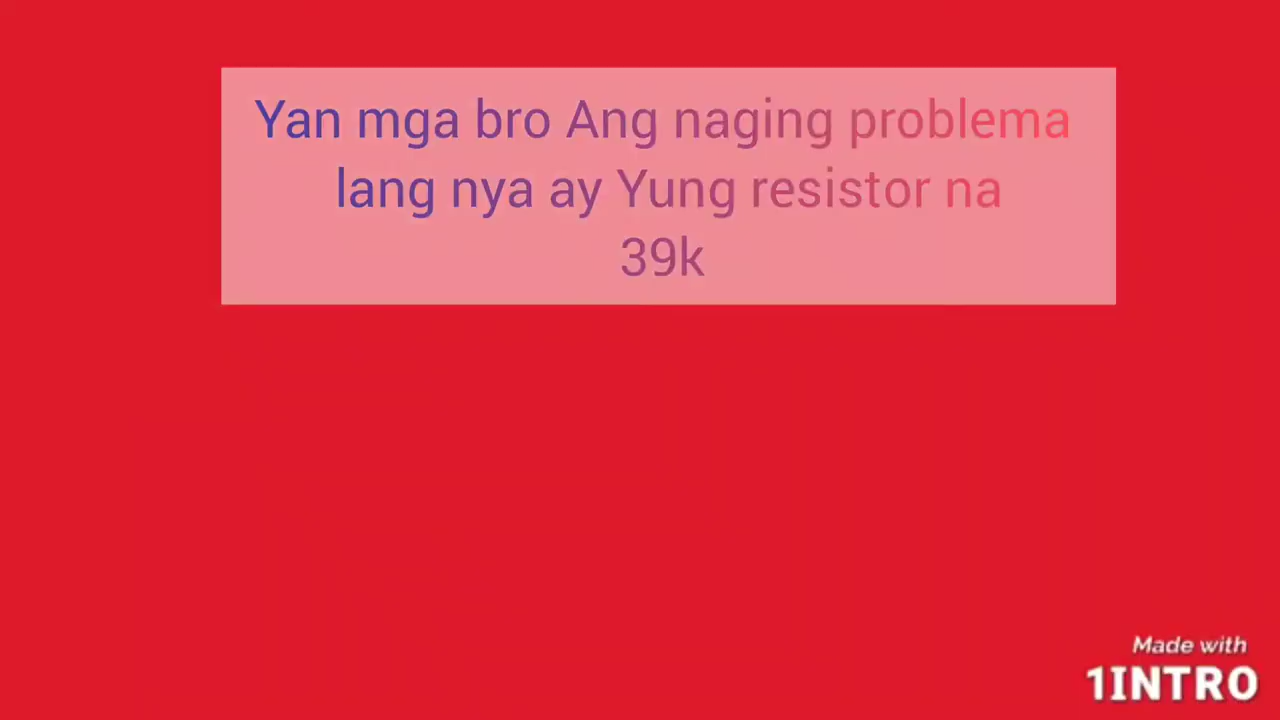 Yan mga bro Ang naging problema
lang nya ay Yung resistor na
39k
Made with
1INTRO